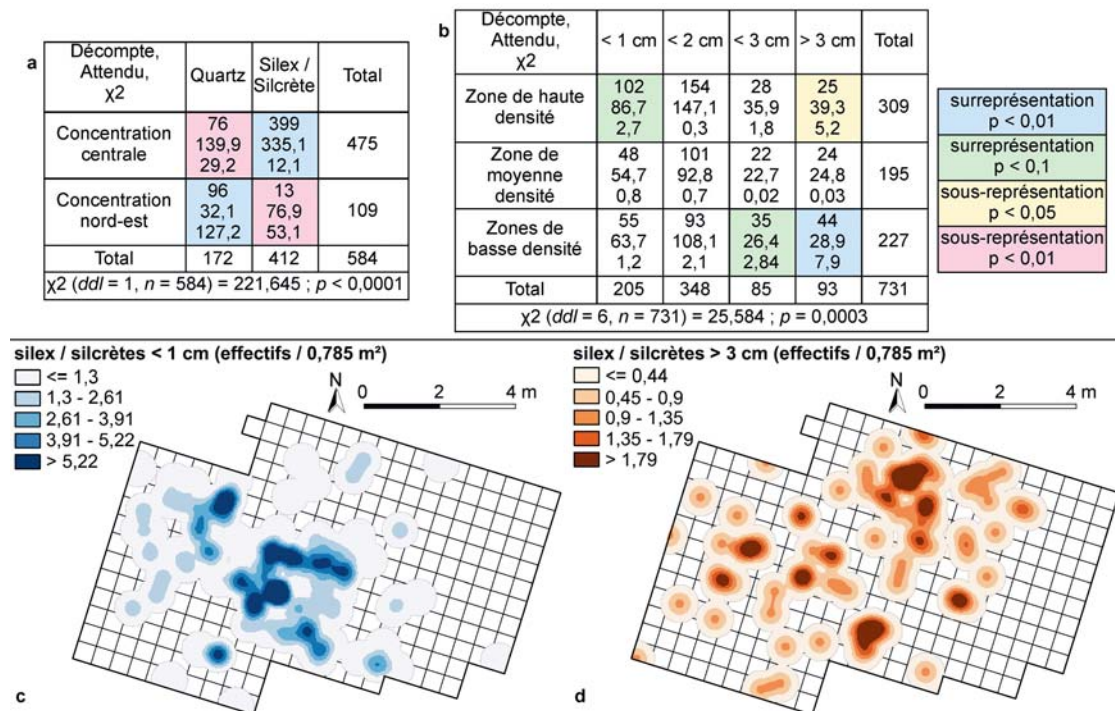 a
Décompte,
Attendu,
χ2
Quartz
Silex /
Silcrète
Total
Concentration
centrale
76
139,9
29,2
399
335,1
12,1
475
Concentration
nord-est
96
32,1
127,2
13
76,9
53,1
109
Total
172
412
584
χ2 (ddl = 1, n = 584) = 221,645 ; p < 0,0001
b
Décompte,
Attendu,
χ2
< 1 cm
< 2 cm
< 3 cm
> 3 cm
Total
Zone de haute
densité
102
86,7
2,7
154
147,1
0,3
28
35,9
1,8
25
39,3
5,2
309
Zone de
moyenne
densité
48
54,7
0,8
101
92,8
0,7
22
22,7
0,02
24
24,8
0,03
195
Zones de
basse densité
55
63,7
1,2
93
108,1
2,1
35
26,4
2,84
44
28,9
7,9
227
Total
205
348
85
93
731
χ2 (ddl = 6, n = 731) = 25,584 ; p = 0,0003
surreprésentation
p < 0,01
surreprésentation
p < 0,1
sous-représentation
p < 0,05
sous-représentation
p < 0,01
silex / silcrètes < 1 cm (effectifs / 0,785 m²)
<= 1,3
1,3 - 2,61
2,61 - 3,91
3,91 - 5,22
> 5,22
N
0 2 4 m
c
silex / silcrètes > 3 cm (effectifs / 0,785 m²)
<= 0,44
0,45 - 0,9
0,9 - 1,35
1,35 - 1,79
> 1,79
N
0 2 4 m
d